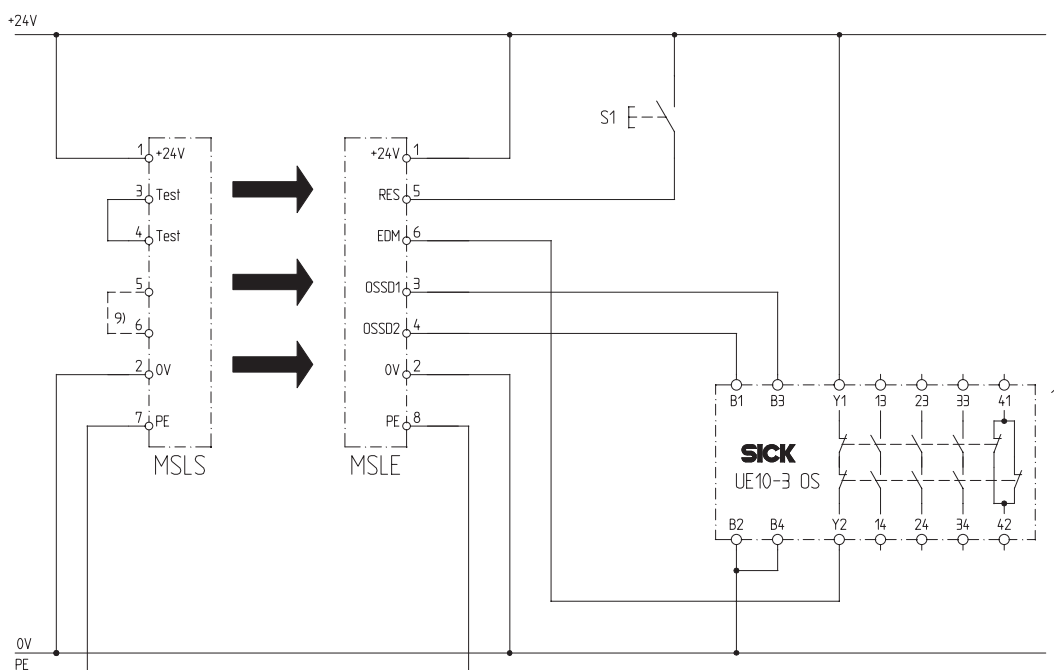 +24V
S1
1 +24V
3 Test
4 Test
5
9)
6
2 0V
7 PE
MSLS
+24V 1
RES 5
EDM 6
OSSD1 3
OSSD2 4
0V 2
PE 8
MSLE
B1 B3 Y1 13 23 33 41
SICK
UE10-3 OS
B2 B4 Y2 14 24 34 42
0V
PE